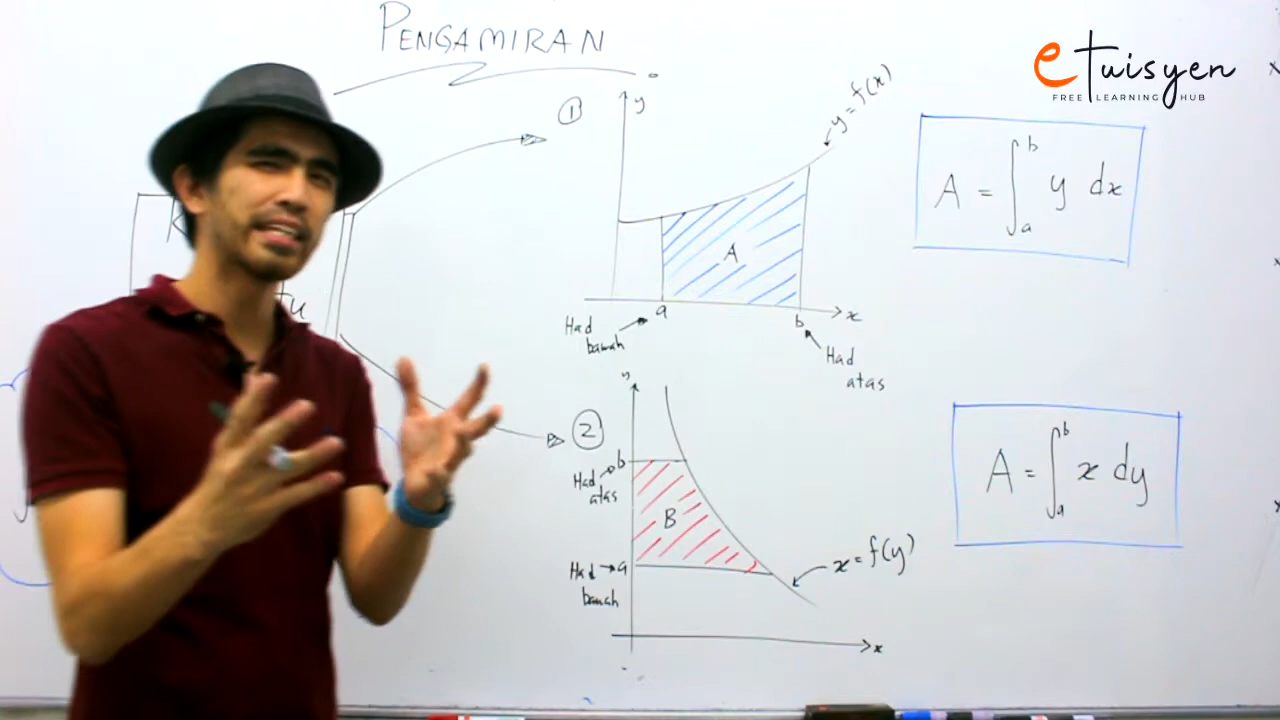 PENGAMIRAN
eTuisyen
FREE LEARNING HUB
1
y
y = f(x)
A
a
b
x
Had
bawah
Had
atas
A = ∫ₐᵇ y dx
2
y
b
Had
atas
B
a
Had
bawah
x = f(y)
x
A = ∫ₐᵇ x dy